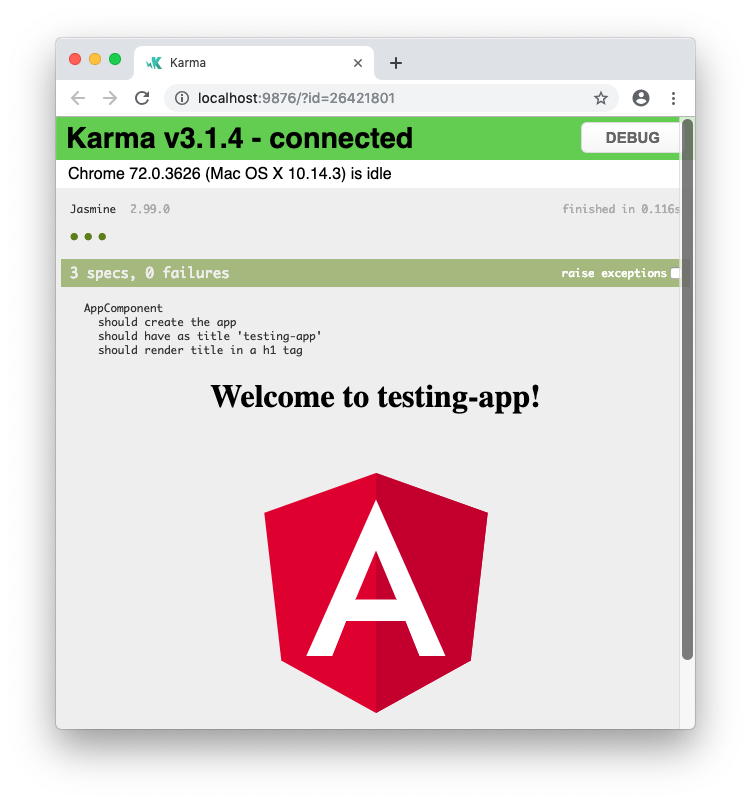 Karma
localhost:9876/?id=26421801
Karma v3.1.4 - connected
DEBUG
Chrome 72.0.3626 (Mac OS X 10.14.3) is idle
Jasmine 2.99.0 finished in 0.116s
3 specs, 0 failures raise exceptions
AppComponent
should create the app
should have as title 'testing-app'
should render title in a h1 tag
Welcome to testing-app!
A